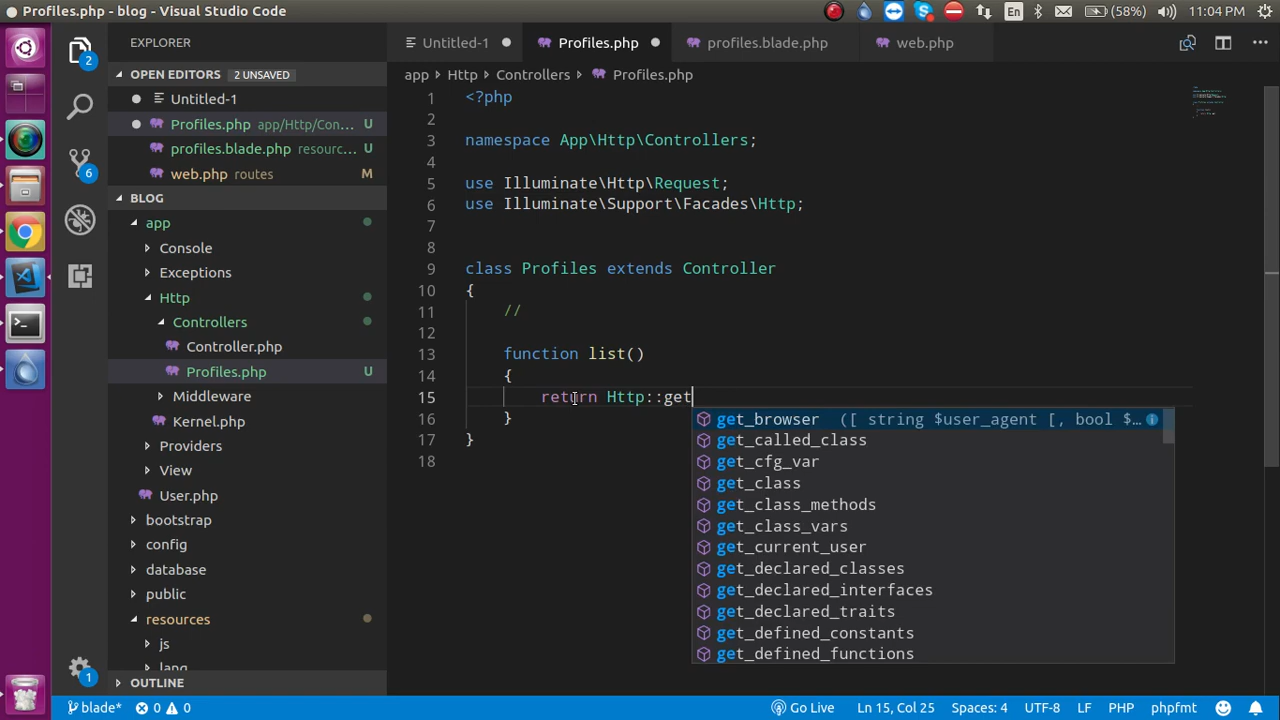 Profiles.php - blog - Visual Studio Code
En
(58%)
11:04 PM
EXPLORER
OPEN EDITORS 2 UNSAVED
Untitled-1
Profiles.php app/Http/Con... U
profiles.blade.php resourc... U
web.php routes M
BLOG
app
Console
Exceptions
Http
Controllers
Controller.php
Profiles.php U
Middleware
Kernel.php
Providers
View
User.php
bootstrap
config
database
public
resources
js
lang
OUTLINE
2
6
1
Untitled-1
Profiles.php
profiles.blade.php
web.php
app Http Controllers Profiles.php
1 <?php
2
3 namespace App\Http\Controllers;
4
5 use Illuminate\Http\Request;
6 use Illuminate\Support\Facades\Http;
7
8
9 class Profiles extends Controller
10 {
11 //
12
13 function list()
14 {
15 return Http::get
16 }
17 }
18
get_browser ([ string $user_agent [, bool $...
get_called_class
get_cfg_var
get_class
get_class_methods
get_class_vars
get_current_user
get_declared_classes
get_declared_interfaces
get_declared_traits
get_defined_constants
get_defined_functions
blade* 0 0 Go Live Ln 15, Col 25 Spaces: 4 UTF-8 LF PHP phpfmt